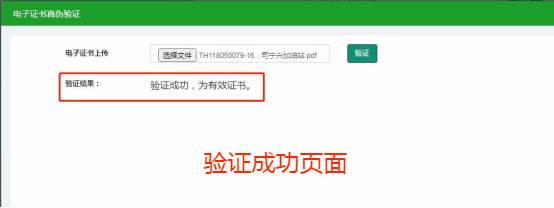 电子证书真伪验证
电子证书上传 选择文件 TH118050079-16...司宁兴加油站.pdf 验证
验证结果： 验证成功，为有效证书。
验证成功页面